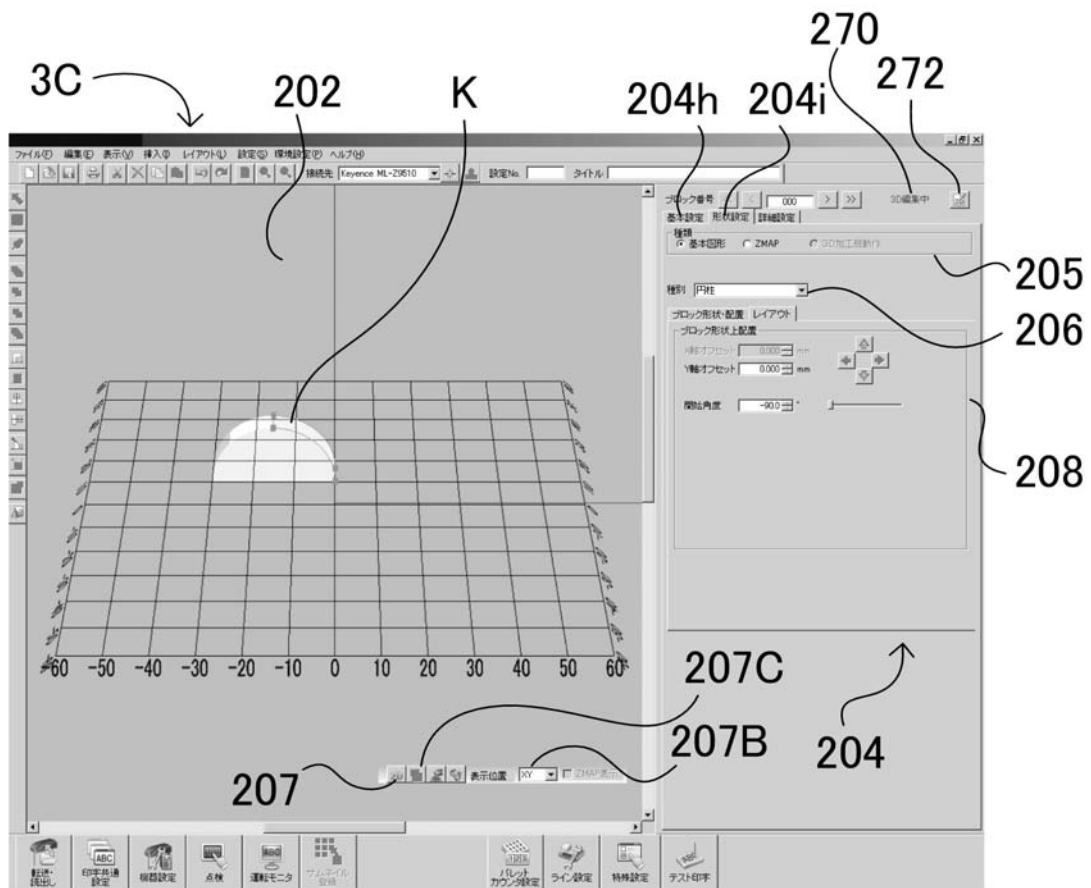 270
272
3C
202
K
204h
204i
ファイル(F) 編集(E) 表示(V) 挿入(I) レイアウト(L) 設定(S) 環境設定(P) ヘルプ(H)
接続先 Keyence ML-Z9510 設定No. タイトル
ブロック番号 000 3D編集中
基本設定 形状設定 詳細設定
種類
基本図形 ZMAP 3D加工機動作
205
種別 円柱
206
ブロック形状・配置 レイアウト
ブロック形状上配置
X軸オフセット 0.000 mm
Y軸オフセット 0.000 mm
開始角度 -90.0 °
208
-60 -50 -40 -30 -20 -10 0 10 20 30 40 50 60
207C
207B
204
207
表示位置 XY ZMAP表示
転送・読出し
印字共通設定
機器設定
点検
運転モニタ
サムネイル登録
パレットカウンタ設定
ライン設定
特殊設定
テスト印字